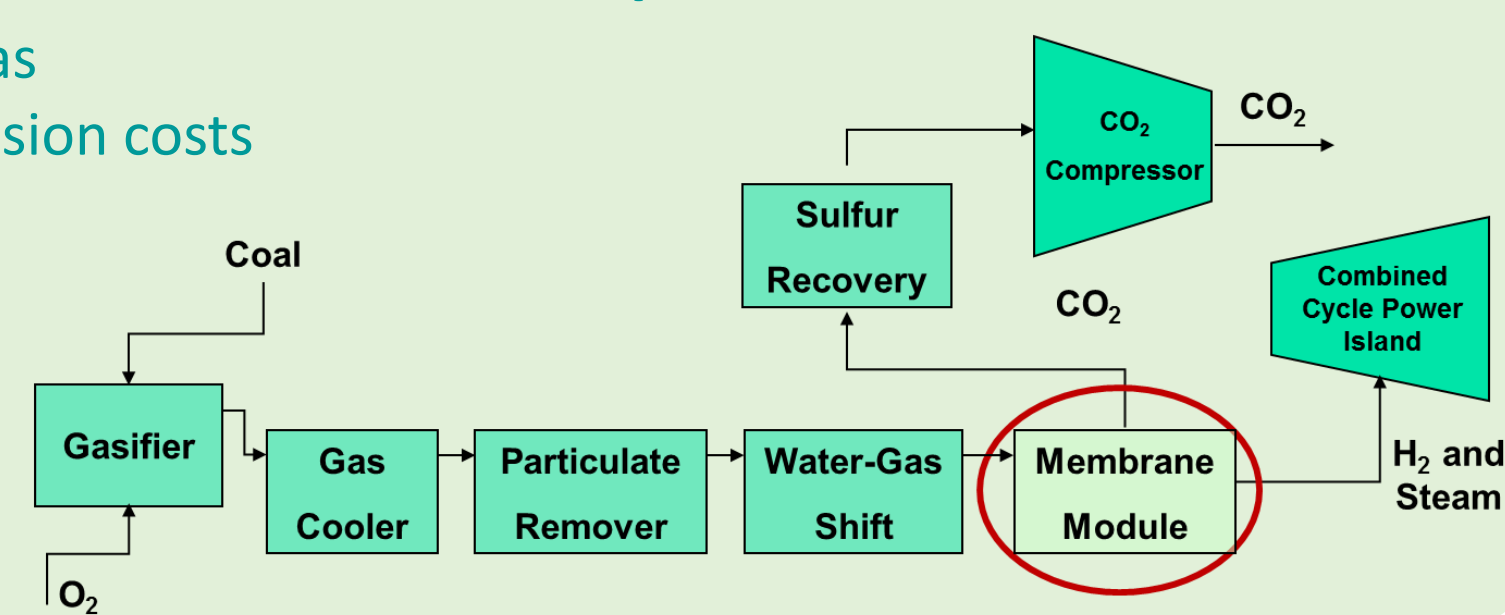 as
sion costs
CO₂
Compressor
CO₂
Sulfur
Recovery
Coal
CO₂
Combined
Cycle Power
Island
Gasifier
Gas
Cooler
Particulate
Remover
Water-Gas
Shift
Membrane
Module
H₂ and
Steam
O₂